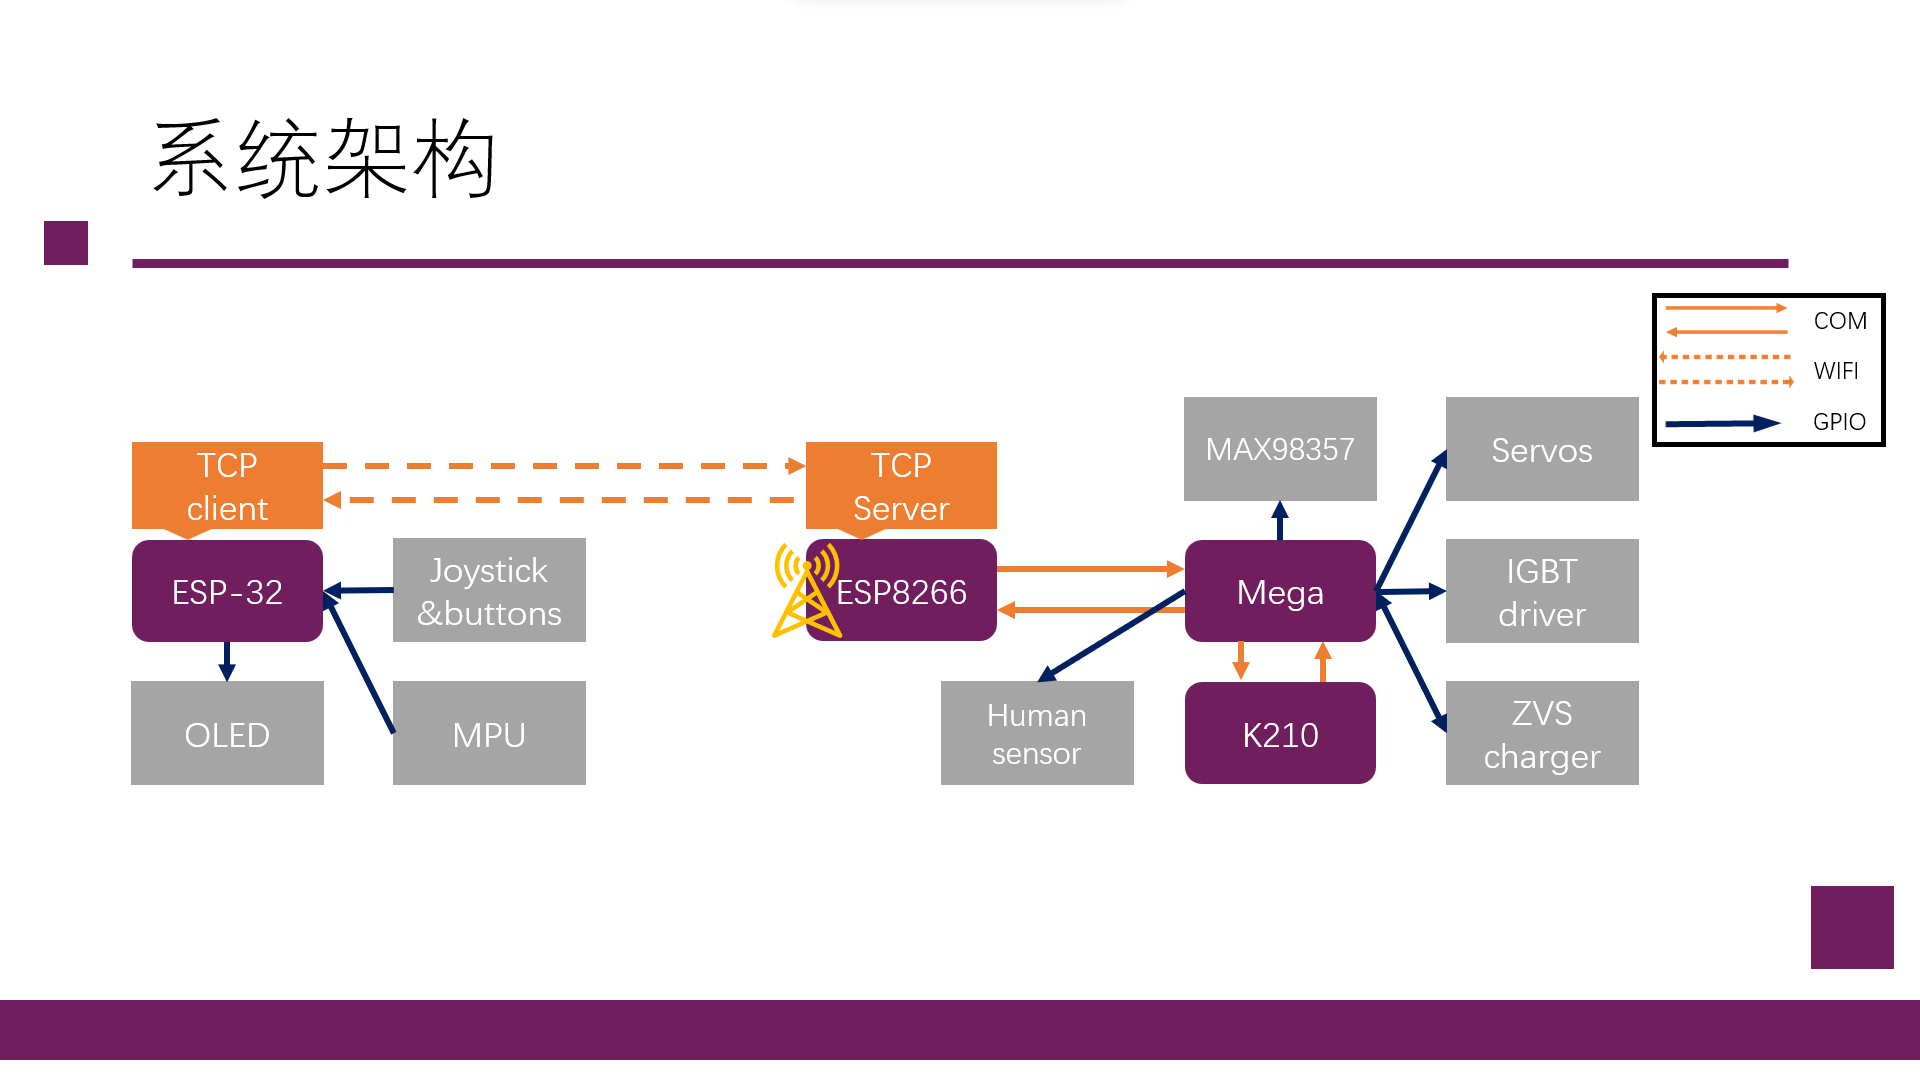 系统架构
COM
WIFI
GPIO
TCP
client
TCP
Server
MAX98357
Servos
ESP-32
Joystick
&buttons
ESP8266
Mega
IGBT
driver
OLED
MPU
Human
sensor
K210
ZVS
charger